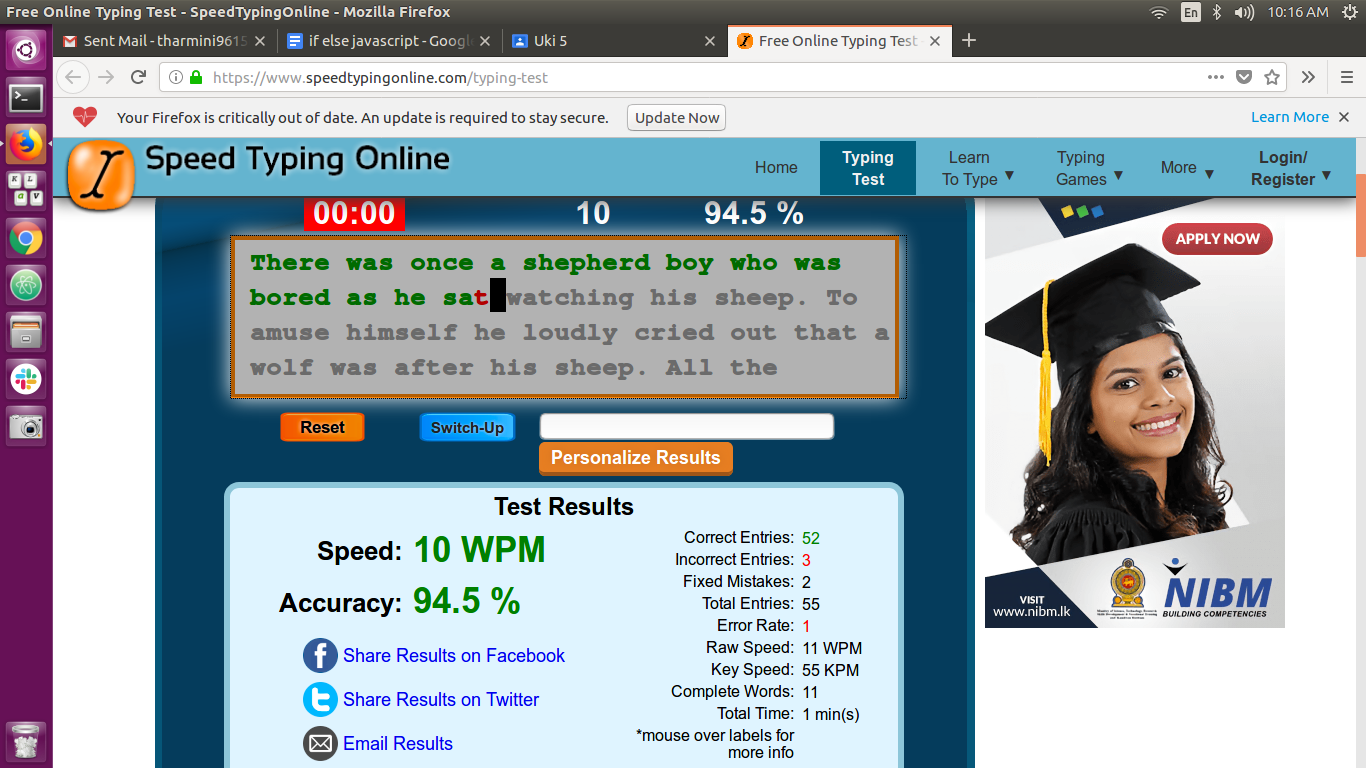 Free Online Typing Test - SpeedTypingOnline - Mozilla Firefox
En
10:16 AM
Sent Mail - tharmini9615
if else javascript - Googl
Uki 5
Free Online Typing Test -
https://www.speedtypingonline.com/typing-test
Your Firefox is critically out of date. An update is required to stay secure.
Update Now
Learn More
Speed Typing Online
Home
Typing
Test
Learn
To Type
Typing
Games
More
Login/
Register
00:00
10
94.5 %
There was once a shepherd boy who was
bored as he sat watching his sheep. To
amuse himself he loudly cried out that a
wolf was after his sheep. All the
Reset
Switch-Up
Personalize Results
Test Results
Speed: 10 WPM
Accuracy: 94.5 %
Share Results on Facebook
Share Results on Twitter
Email Results
Correct Entries: 52
Incorrect Entries: 3
Fixed Mistakes: 2
Total Entries: 55
Error Rate: 1
Raw Speed: 11 WPM
Key Speed: 55 KPM
Complete Words: 11
Total Time: 1 min(s)
*mouse over labels for
more info
APPLY NOW
VISIT
www.nibm.lk
NIBM
BUILDING COMPETENCIES